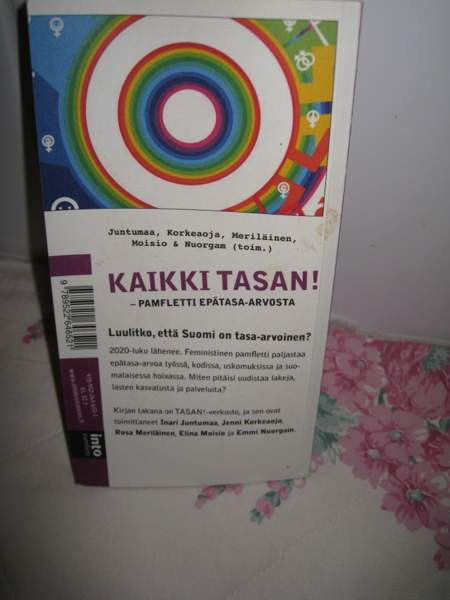 Juntumaa, Korkeaoja, Meriläinen,
Moisio & Nuorgam (toim.)
KAIKKI TASAN!
– PAMFLETTI EPÄTASA-ARVOSTA
Luulitko, että Suomi on tasa-arvoinen?
2020-luku lähenee. Feministinen pamfletti paljastaa
epätasa-arvoa työssä, kodissa, uskomuksissa ja suo-
malaisessa hoivassa. Miten pitäisi uudistaa lakeja,
lasten kasvatusta ja palveluita?
Kirjan takana on TASAN!-verkosto, ja sen ovat
toimittaneet Inari Juntumaa, Jenni Korkeaoja,
Rosa Meriläinen, Elina Moisio ja Emmi Nuorgam.
into